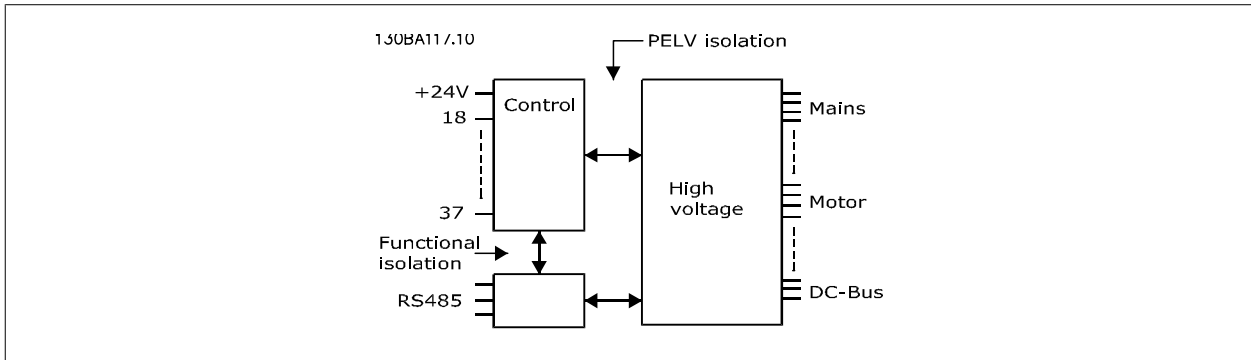 130BA117.10
PELV isolation
+24V
Control
18
Mains
37
High
voltage
Motor
Functional
isolation
RS485
DC-Bus